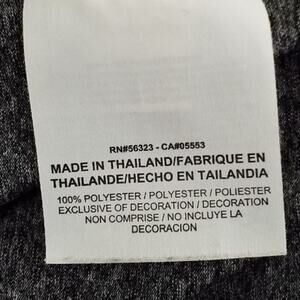 RN#56323 - CA#05553
MADE IN THAILAND/FABRIQUE EN
THAILANDE/HECHO EN TAILANDIA
100% POLYESTER / POLYESTER / POLIESTER
EXCLUSIVE OF DECORATION / DECORATION
NON COMPRISE / NO INCLUYE LA
DECORACION